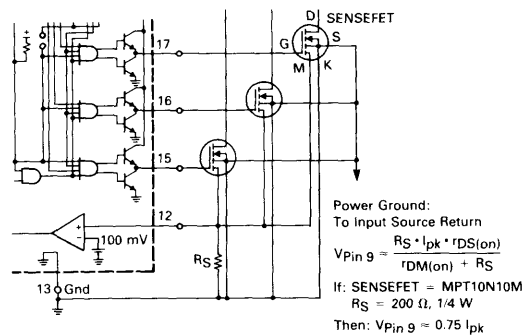 D
SENSEFET
17
G
S
M
K
+
16
15
12
+
−
100 mV
RS
13 Gnd
Power Ground:
To Input Source Return
VPin 9 ≈ RS • Ipk • rDS(on)
rDM(on) + RS
If: SENSEFET = MPT10N10M
RS = 200 Ω, 1/4 W
Then: VPin 9 ≈ 0.75 Ipk